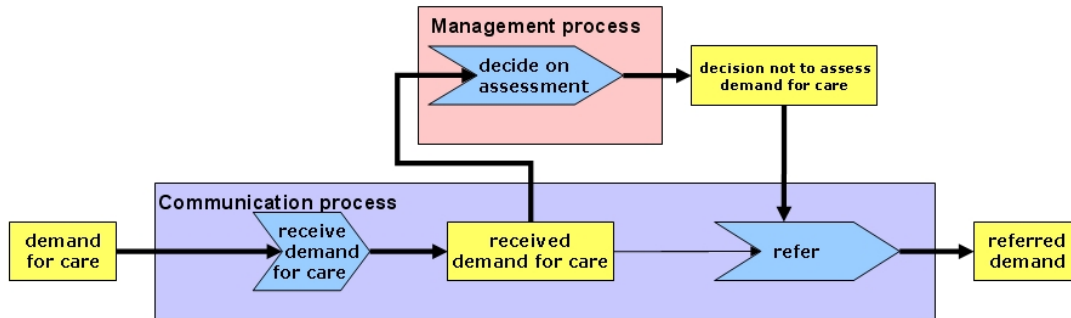 Management process
decide on
assessment
decision not to assess
demand for care
Communication process
demand
for care
receive
demand
for care
received
demand for care
refer
referred
demand